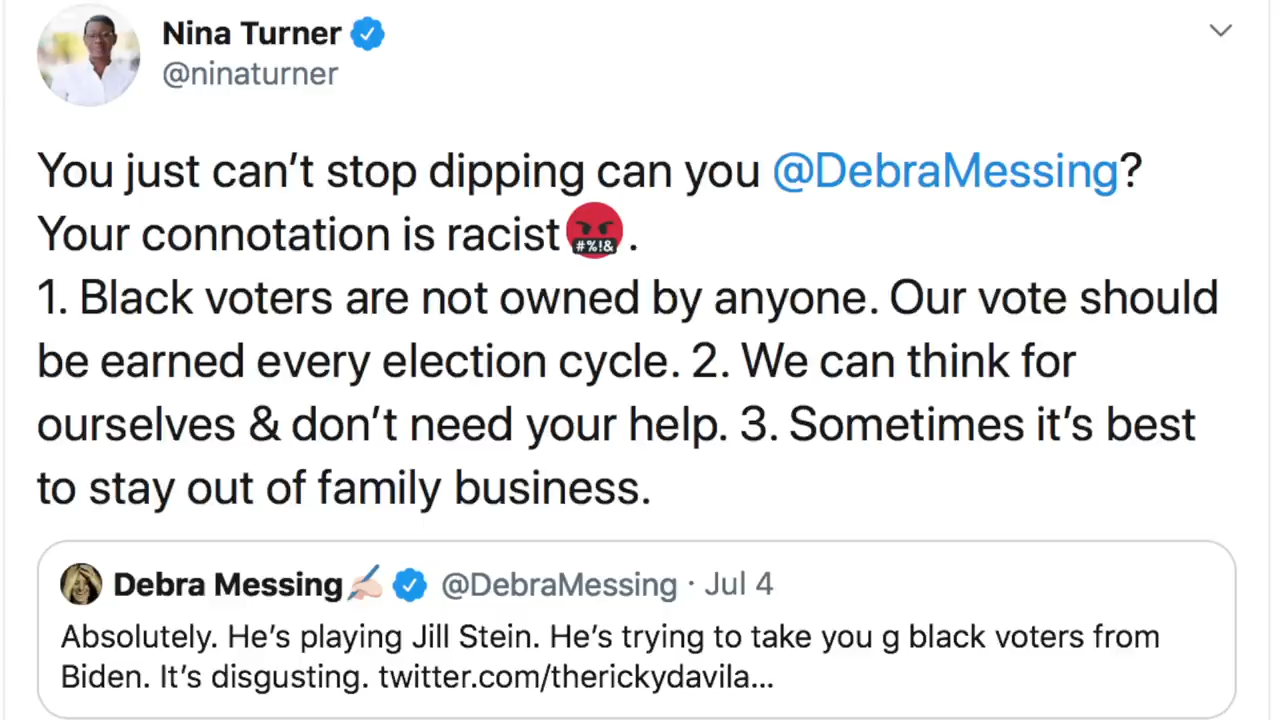 Nina Turner
@ninaturner
You just can’t stop dipping can you @DebraMessing?
Your connotation is racist.
1. Black voters are not owned by anyone. Our vote should
be earned every election cycle. 2. We can think for
ourselves & don’t need your help. 3. Sometimes it’s best
to stay out of family business.
Debra Messing @DebraMessing · Jul 4
Absolutely. He’s playing Jill Stein. He’s trying to take you g black voters from
Biden. It’s disgusting. twitter.com/therickydavila...